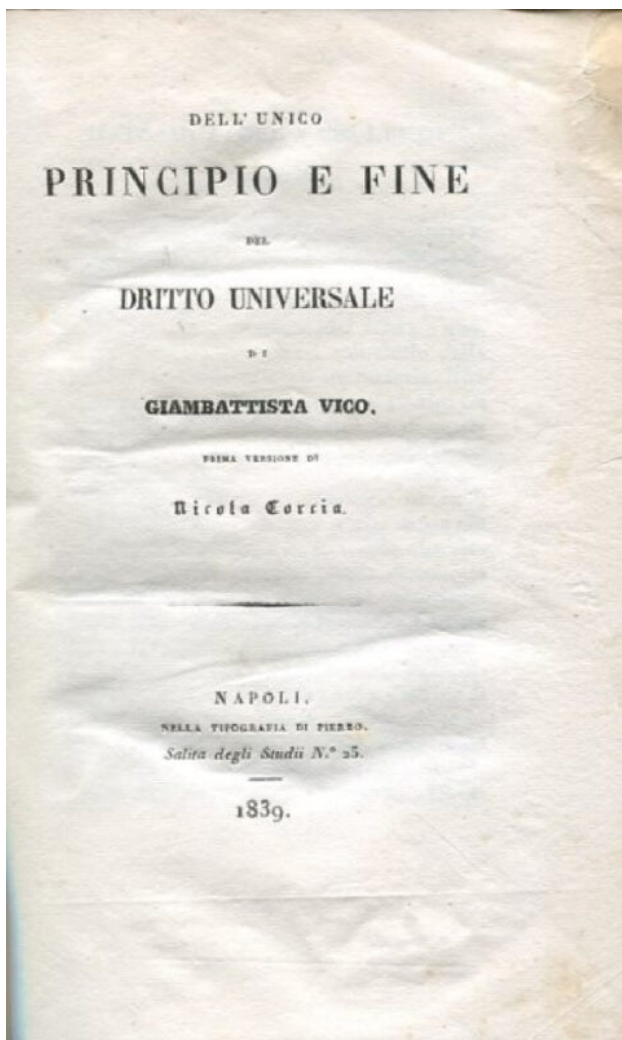 DELL' UNICO
PRINCIPIO E FINE
DEL
DRITTO UNIVERSALE
DI
GIAMBATTISTA VICO.
PRIMA VERSIONE DI
Nicola Corcia.
NAPOLI,
NELLA TIPOGRAFIA DI PIERRO.
Salita degli Studii N.° 23.
1839.